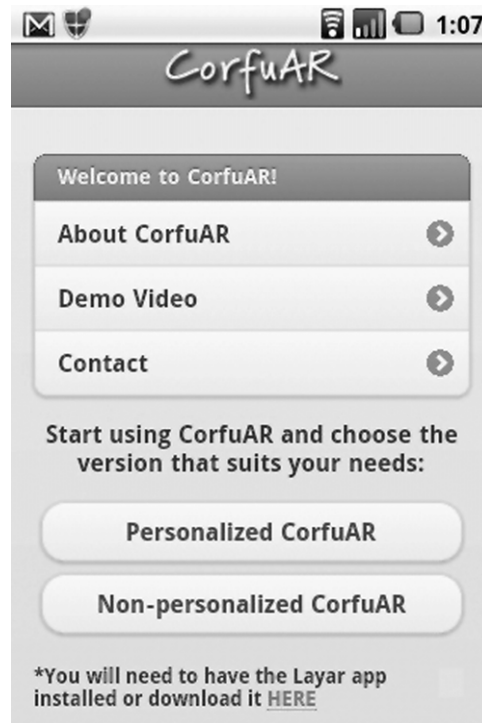 1:07
CorfuAR
Welcome to CorfuAR!
About CorfuAR
Demo Video
Contact
Start using CorfuAR and choose the
version that suits your needs:
Personalized CorfuAR
Non-personalized CorfuAR
*You will need to have the Layar app
installed or download it HERE